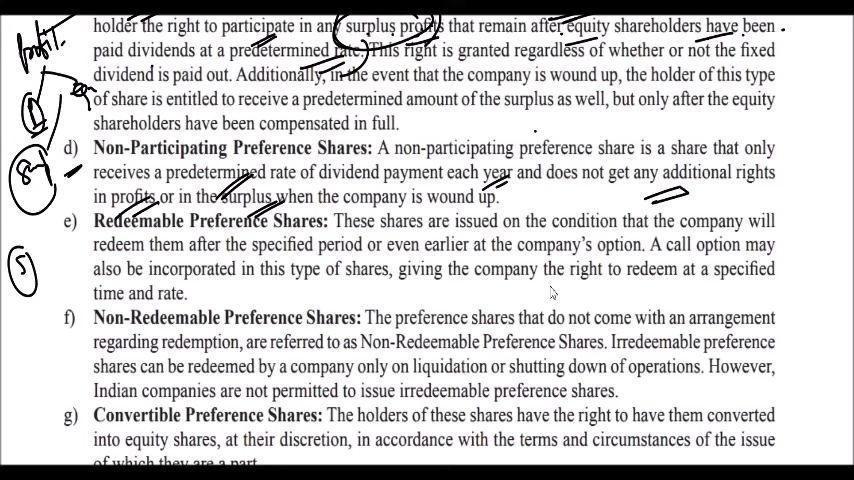 holder the right to participate in any surplus profits that remain after equity shareholders have been
paid dividends at a predetermined rate. This right is granted regardless of whether or not the fixed
dividend is paid out. Additionally, in the event that the company is wound up, the holder of this type
of share is entitled to receive a predetermined amount of the surplus as well, but only after the equity
shareholders have been compensated in full.
d) Non-Participating Preference Shares: A non-participating preference share is a share that only
receives a predetermined rate of dividend payment each year and does not get any additional rights
in profits or in the surplus when the company is wound up.
e) Redeemable Preference Shares: These shares are issued on the condition that the company will
redeem them after the specified period or even earlier at the company's option. A call option may
also be incorporated in this type of shares, giving the company the right to redeem at a specified
time and rate.
f) Non-Redeemable Preference Shares: The preference shares that do not come with an arrangement
regarding redemption, are referred to as Non-Redeemable Preference Shares. Irredeemable preference
shares can be redeemed by a company only on liquidation or shutting down of operations. However,
Indian companies are not permitted to issue irredeemable preference shares.
g) Convertible Preference Shares: The holders of these shares have the right to have them converted
into equity shares, at their discretion, in accordance with the terms and circumstances of the issue
of which they are a part.
Profit.
5